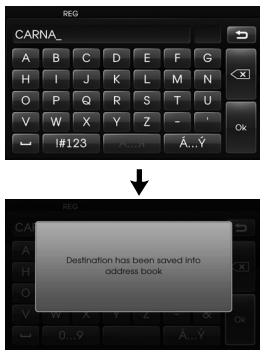 REG
CARNA_
A B C D E F G
H I J K L M N
O P Q R S T U
V W X Y Z - '
!#123 Á...Ý
Ok
REG
Destination has been saved into
address book
V W X Y Z - &
0...9 Á...Ý
Ok